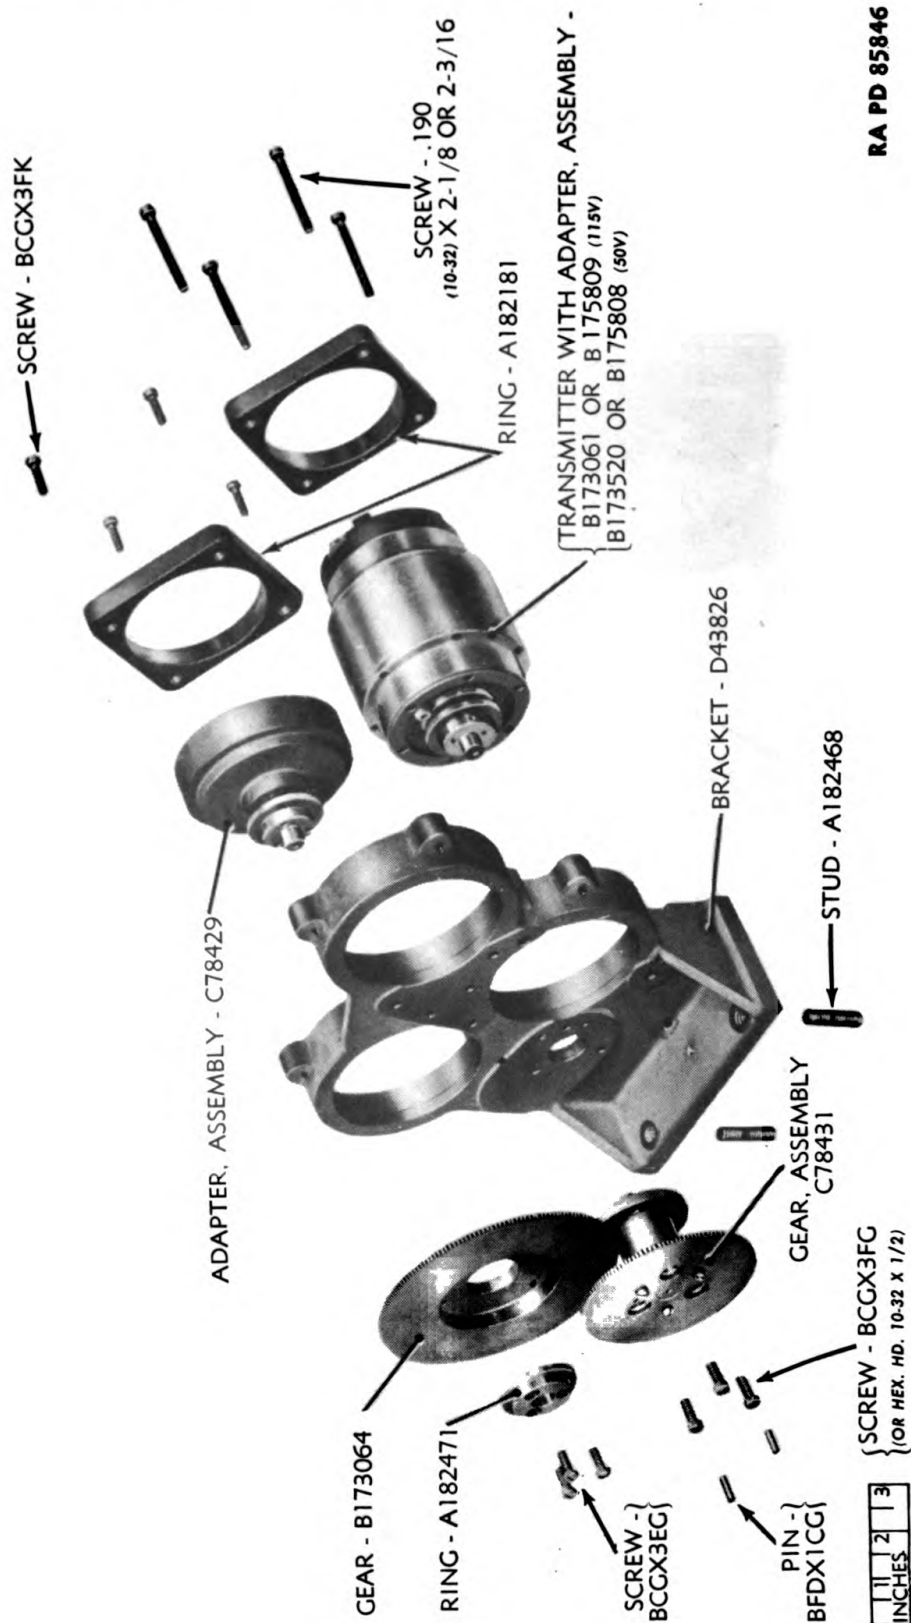 SCREW - BCGX3FK
SCREW - .190
(10-32) X 2-1/8 OR 2-3/16
RING - A182181
TRANSMITTER WITH ADAPTER, ASSEMBLY -
B173061 OR B 175809 (115V)
B173520 OR B175808 (50V)
ADAPTER, ASSEMBLY - C78429
BRACKET - D43826
STUD - A182468
GEAR, ASSEMBLY
C78431
GEAR - B173064
RING - A182471
SCREW -
BCGX3EG
PIN -
BFDX1CG
SCREW - BCGX3FG
(OR HEX. HD. 10-32 X 1/2)
1 2 3
INCHES
RA PD 85846